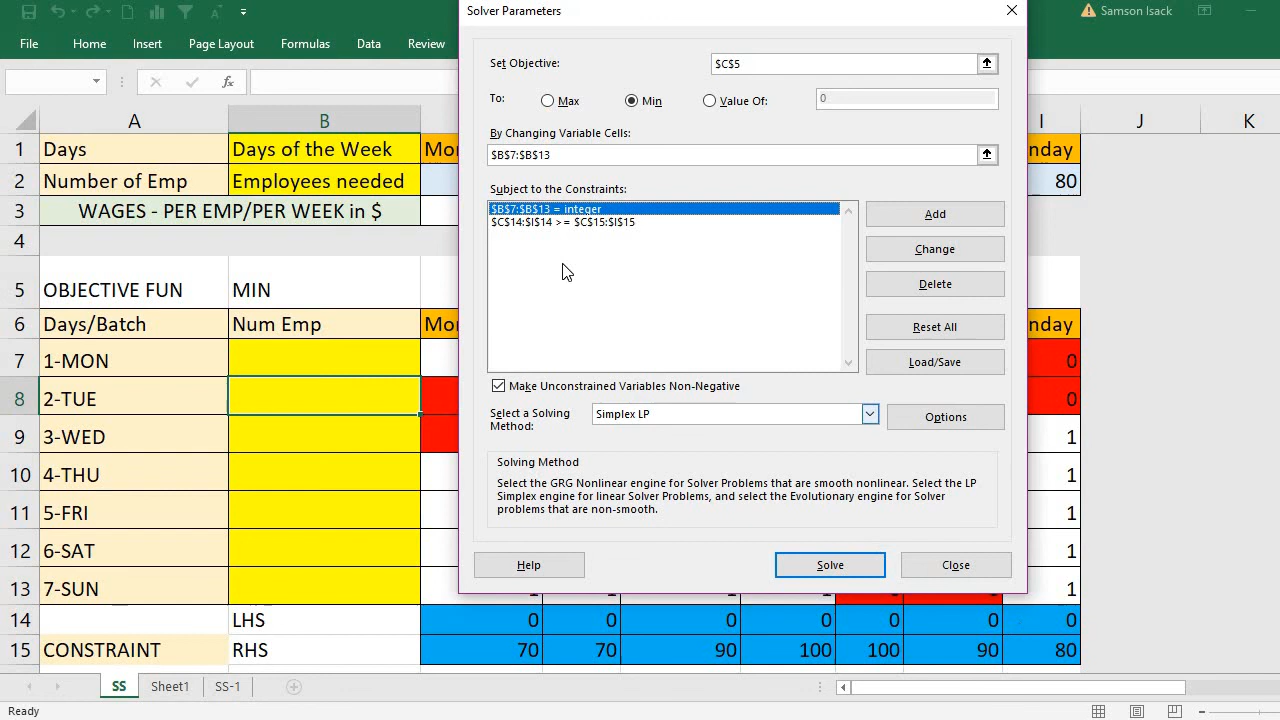 Solver Parameters
Samson Isack
File Home Insert Page Layout Formulas Data Review
Set Objective: $C$5
To: Max Min Value Of: 0
By Changing Variable Cells:
$B$7:$B$13
Subject to the Constraints:
$B$7:$B$13 = integer
$C$14:$I$14 >= $C$15:$I$15
Add
Change
Delete
Reset All
Load/Save
Make Unconstrained Variables Non-Negative
Select a Solving Method: Simplex LP
Options
Solving Method
Select the GRG Nonlinear engine for Solver Problems that are smooth nonlinear. Select the LP
Simplex engine for linear Solver Problems, and select the Evolutionary engine for Solver
problems that are non-smooth.
Help Solve Close
fx
A B I J K
1 Days Days of the Week Mon nday
2 Number of Emp Employees needed 80
3 WAGES - PER EMP/PER WEEK in $
4
5 OBJECTIVE FUN MIN
6 Days/Batch Num Emp Mon nday
7 1-MON 0
8 2-TUE 0
9 3-WED 1
10 4-THU 1
11 5-FRI 1
12 6-SAT 1
13 7-SUN 1
14 LHS 0 0 0 0 0 0 0
15 CONSTRAINT RHS 70 70 90 100 100 90 80
SS Sheet1 SS-1
Ready